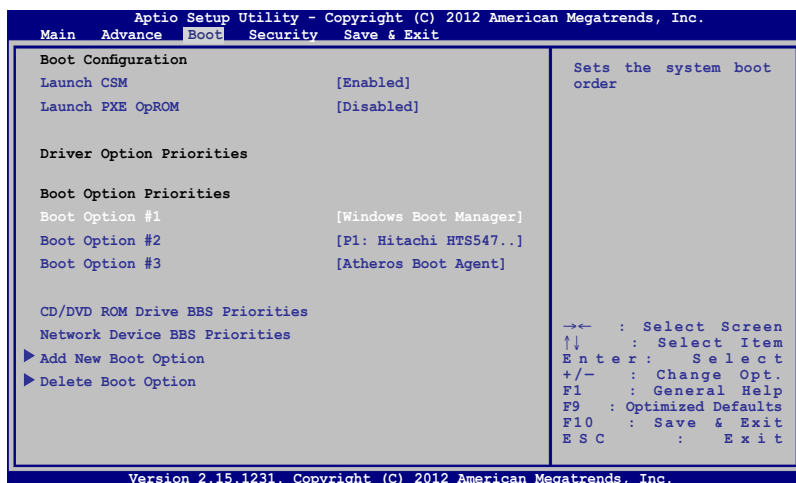 Aptio Setup Utility - Copyright (C) 2012 American Megatrends, Inc.
Main Advance Boot Security Save & Exit
Boot Configuration
Launch CSM [Enabled]
Launch PXE OpROM [Disabled]
Driver Option Priorities
Boot Option Priorities
Boot Option #1 [Windows Boot Manager]
Boot Option #2 [P1: Hitachi HTS547..]
Boot Option #3 [Atheros Boot Agent]
CD/DVD ROM Drive BBS Priorities
Network Device BBS Priorities
Add New Boot Option
Delete Boot Option
Sets the system boot
order
→← : Select Screen
↑↓ : Select Item
Enter: Select
+/— : Change Opt.
F1 : General Help
F9 : Optimized Defaults
F10 : Save & Exit
ESC : Exit
Version 2.15.1231. Copyright (C) 2012 American Megatrends, Inc.